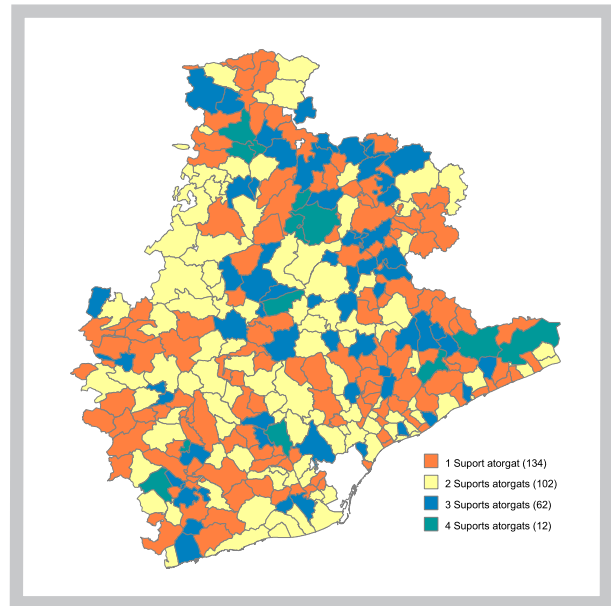 1 Suport atorgat (134)
2 Suports atorgats (102)
3 Suports atorgats (62)
4 Suports atorgats (12)